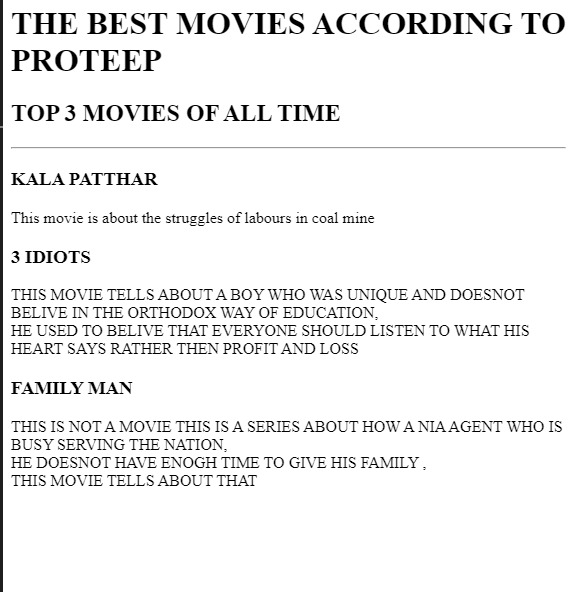 THE BEST MOVIES ACCORDING TO
PROTEEP
TOP 3 MOVIES OF ALL TIME
KALA PATTHAR
This movie is about the struggles of labours in coal mine
3 IDIOTS
THIS MOVIE TELLS ABOUT A BOY WHO WAS UNIQUE AND DOESNOT
BELIVE IN THE ORTHODOX WAY OF EDUCATION,
HE USED TO BELIVE THAT EVERYONE SHOULD LISTEN TO WHAT HIS
HEART SAYS RATHER THEN PROFIT AND LOSS
FAMILY MAN
THIS IS NOT A MOVIE THIS IS A SERIES ABOUT HOW A NIA AGENT WHO IS
BUSY SERVING THE NATION,
HE DOESNOT HAVE ENOGH TIME TO GIVE HIS FAMILY ,
THIS MOVIE TELLS ABOUT THAT